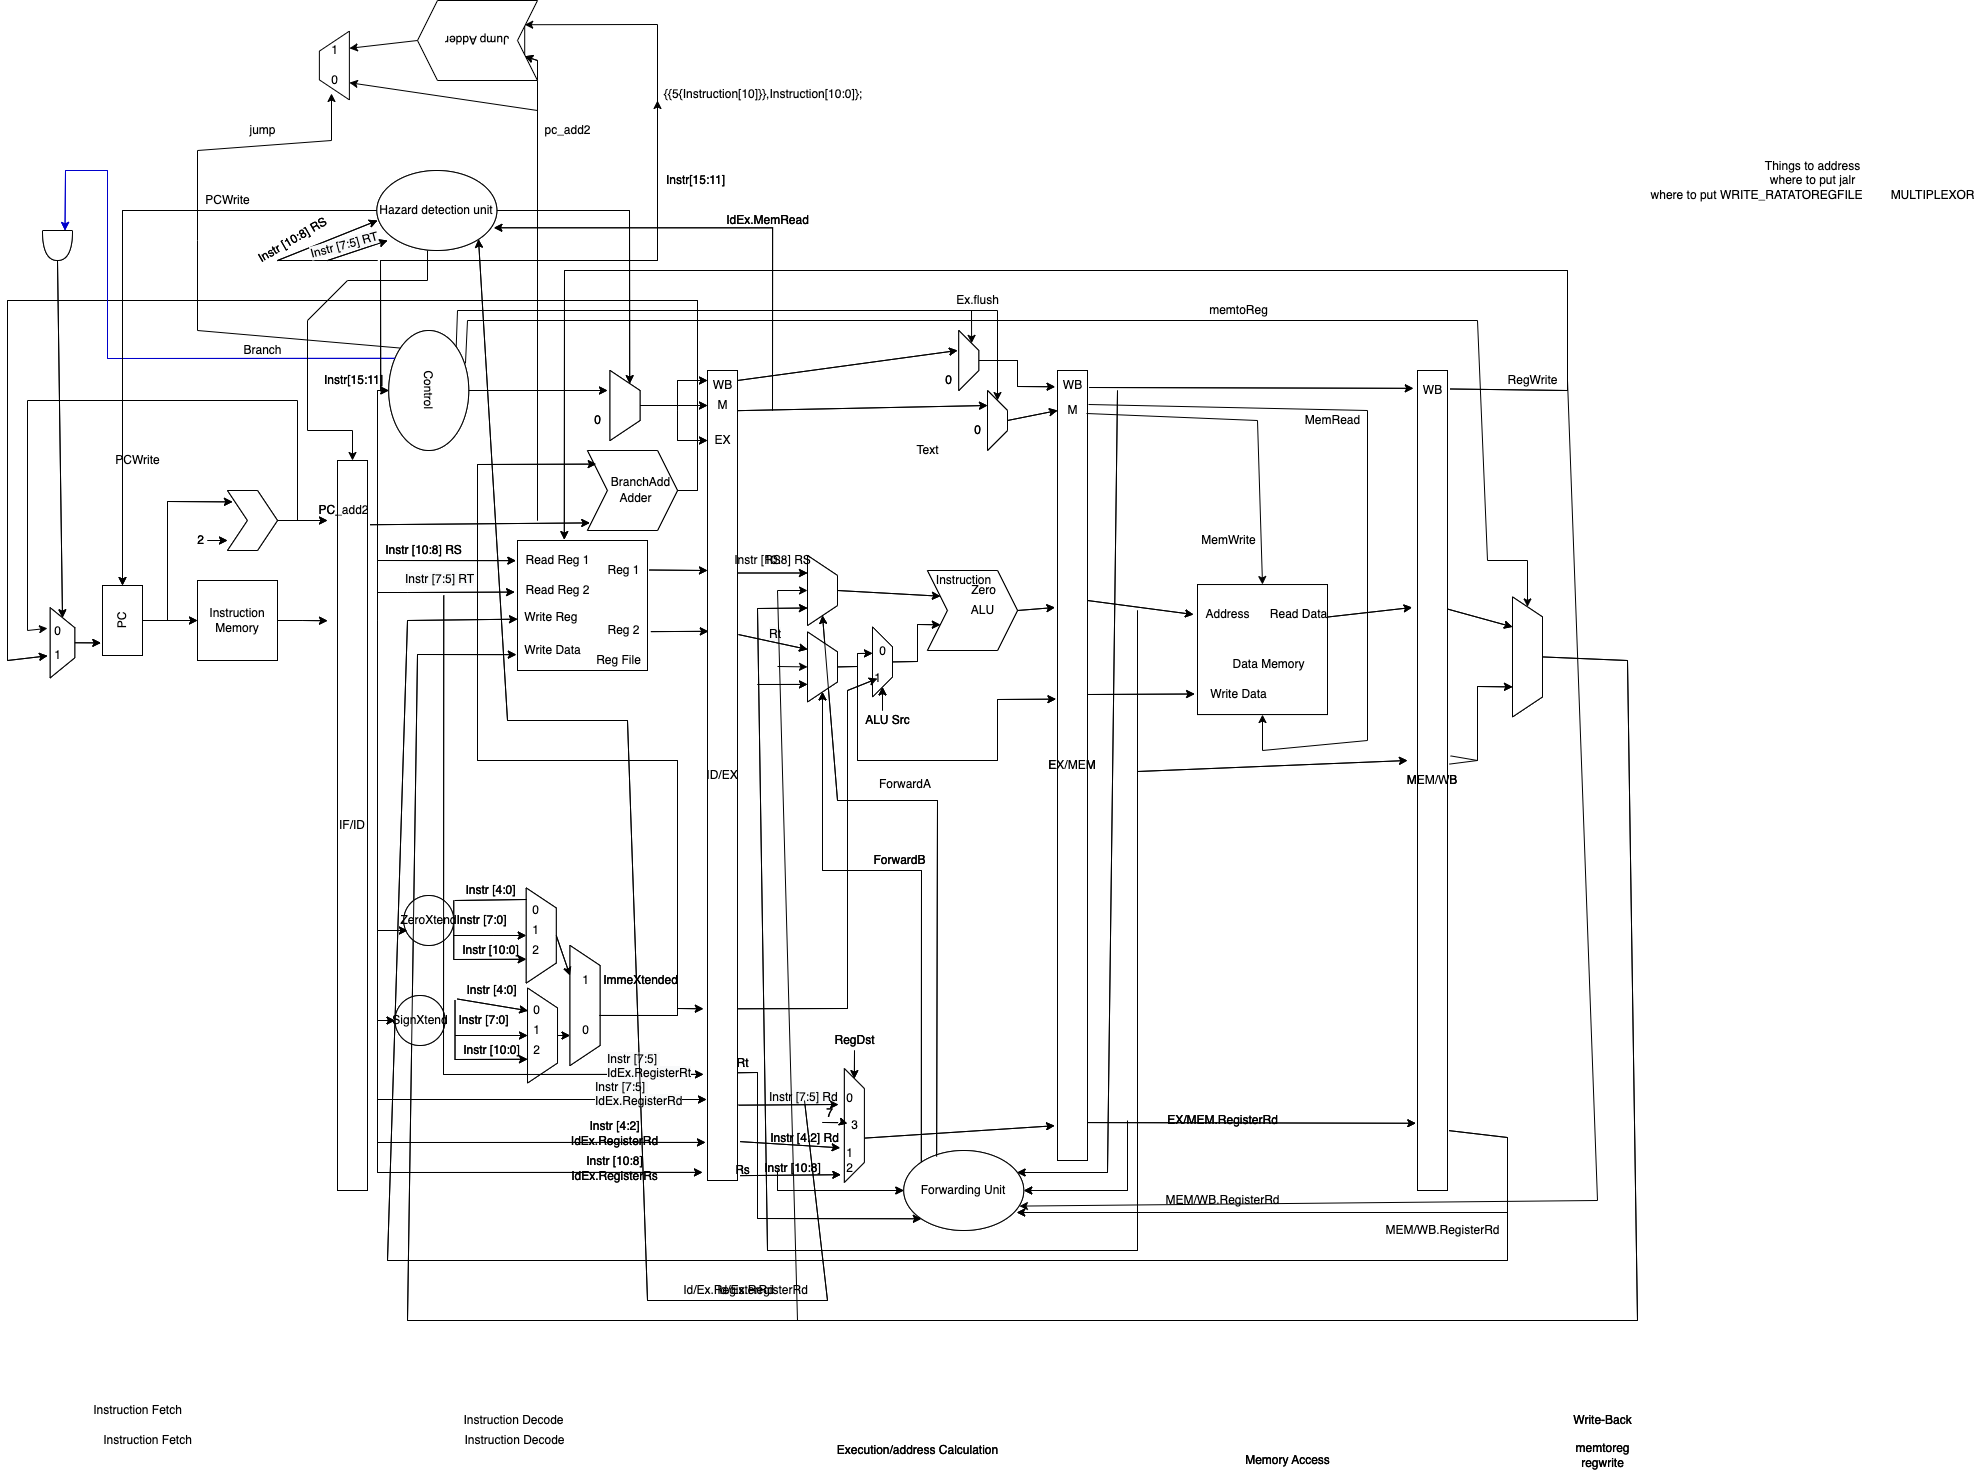 Jump Adder
1
0
{{5{Instruction[10]}},Instruction[10:0]};
jump
pc_add2
Things to address
where to put jalr
where to put WRITE_RATATOREGFILE
MULTIPLEXOR
Instr[15:11]
PCWrite
Hazard detection unit
IdEx.MemRead
Instr [10:8] RS
Instr [7:5] RT
Ex.flush
memtoReg
Branch
Control
Instr[15:11]
0
WB
M
EX
0
0
WB
M
WB
RegWrite
MemRead
Text
PCWrite
BranchAdd
Adder
PC_add2
2
MemWrite
Instr [10:8] RS
Read Reg 1
Reg 1
Instr [7:5] RT
Read Reg 2
Write Reg
Reg 2
Write Data
Reg File
Instr [10:8] RS
Instruction
Zero
ALU
Address
Read Data
Data Memory
Write Data
PC
Instruction
Memory
0
1
Rt
0
1
ALU Src
ID/EX
EX/MEM
MEM/WB
ForwardA
IF/ID
ForwardB
Instr [4:0]
ZeroXtend
Instr [7:0]
Instr [10:0]
0
1
2
1
ImmeXtended
0
Instr [4:0]
SignXtend
Instr [7:0]
Instr [10:0]
0
1
2
RegDst
Instr [7:5]
IdEx.RegisterRt
Rt
Instr [7:5]
IdEx.RegisterRd
Instr [7:5] Rd
7
0
3
1
2
Instr [4:2]
IdEx.RegisterRd
Instr [4:2] Rd
Instr [10:8]
IdEx.RegisterRs
Rs
Instr [10:8]
EX/MEM.RegisterRd
Forwarding Unit
MEM/WB.RegisterRd
MEM/WB.RegisterRd
Id/Ex.RegisterRd
Id/Ex.RegisterRd
Instruction Fetch
Instruction Fetch
Instruction Decode
Instruction Decode
Execution/address Calculation
Memory Access
Write-Back
memtoreg
regwrite